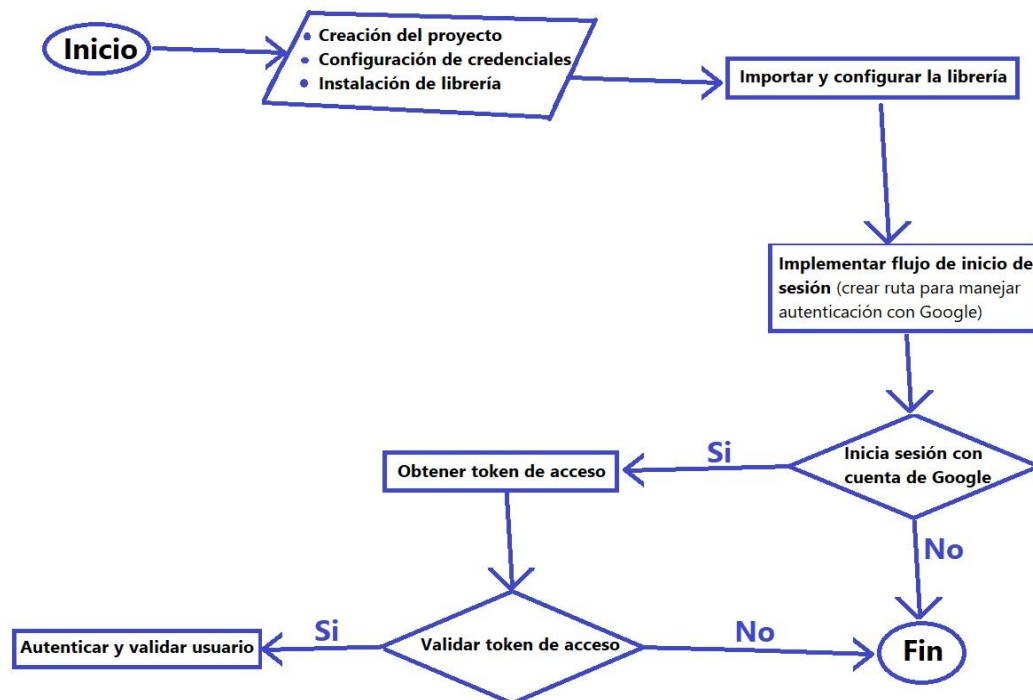 Inicio
• Creación del proyecto
• Configuración de credenciales
• Instalación de librería
Importar y configurar la librería
Implementar flujo de inicio de
sesión (crear ruta para manejar
autenticación con Google)
Inicia sesión con
cuenta de Google
Si
Obtener token de acceso
No
Validar token de acceso
Si
Autenticar y validar usuario
No
Fin